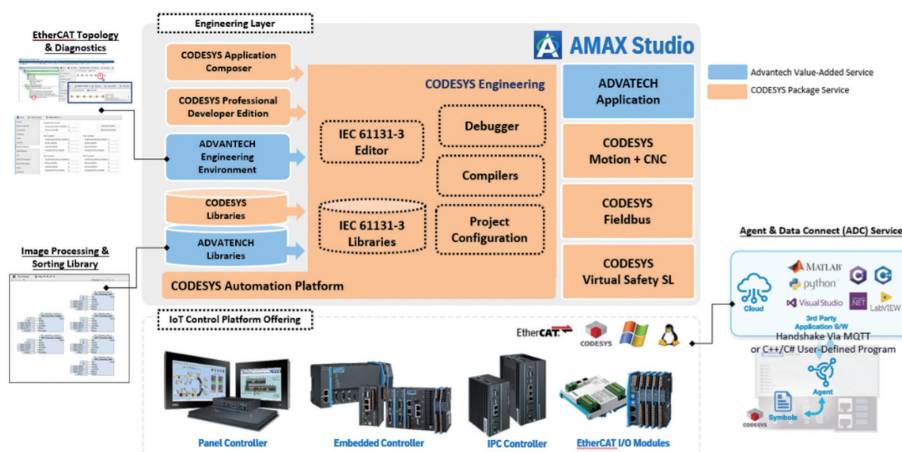 Engineering Layer
EtherCAT Topology
& Diagnostics
AMAX Studio
CODESYS Application
Composer
CODESYS Professional
Developer Edition
ADVANTECH
Engineering
Environment
CODESYS
Libraries
ADVATENCH
Libraries
CODESYS Automation Platform
CODESYS Engineering
IEC 61131-3
Editor
IEC 61131-3
Libraries
Debugger
Compilers
Project
Configuration
ADVATECH
Application
CODESYS
Motion + CNC
CODESYS
Fieldbus
CODESYS
Virtual Safety SL
Advantech Value-Added Service
CODESYS Package Service
Image Processing &
Sorting Library
Agent & Data Connect (ADC) Service
Cloud
MATLAB
python
C++
Visual Studio
.NET
LabVIEW
3rd Party
Application S/W
Handshake Via MQTT
or C++/C# User-Defined Program
Agent
Symbols
CODESYS
IoT Control Platform Offering
EtherCAT
CODESYS
Panel Controller
Embedded Controller
IPC Controller
EtherCAT I/O Modules